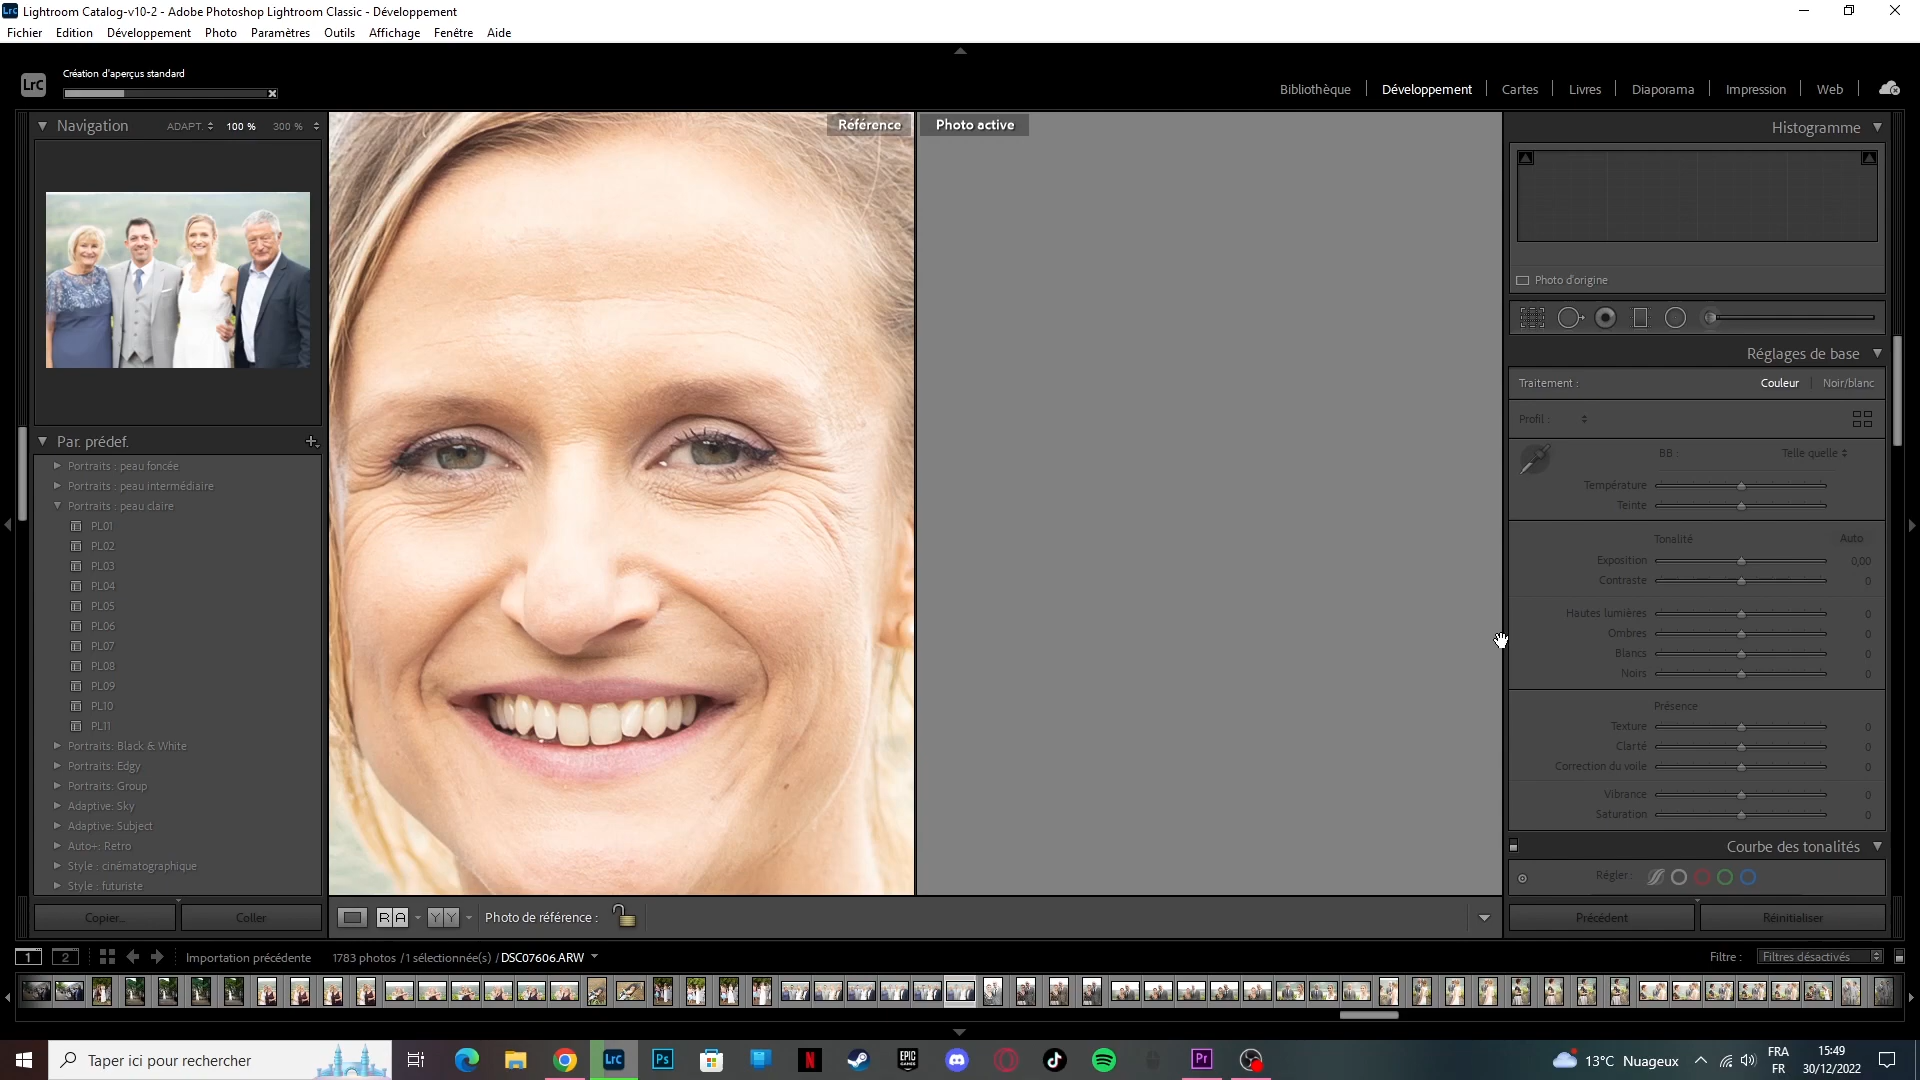 Lightroom Catalog-v10-2 - Adobe Photoshop Lightroom Classic - Développement
Fichier Edition Développement Photo Paramètres Outils Affichage Fenêtre Aide
LrC
Création d'aperçus standard
Bibliothèque Développement Cartes Livres Diaporama Impression Web
Navigation ADAPT. 100 % 300 %
Référence
Photo active
Histogramme
Photo d'origine
Réglages de base
Traitement : Couleur Noir/blanc
Profil :
BB : Telle quelle
Température
Teinte
Tonalité Auto
Exposition 0,00
Contraste 0
Hautes lumières 0
Ombres 0
Blancs 0
Noirs 0
Présence
Texture 0
Clarté 0
Correction du voile 0
Vibrance 0
Saturation 0
Courbe des tonalités
Régler :
Précédent Réinitialiser
Par. prédef.
Portraits : peau foncée
Portraits : peau intermédiaire
Portraits : peau claire
PL01
PL02
PL03
PL04
PL05
PL06
PL07
PL08
PL09
PL10
PL11
Portraits: Black & White
Portraits: Edgy
Portraits: Group
Adaptive: Sky
Adaptive: Subject
Auto+: Retro
Style : cinématographique
Style : futuriste
Copier... Coller
R A Y Y Photo de référence :
1 2 Importation précédente 1783 photos /1 sélectionnée(s) /DSC07606.ARW
Filtre : Filtres désactivés
Taper ici pour rechercher
LrC Ps N EPIC GAMES Pr
13°C Nuageux
FRA
FR
15:49
30/12/2022